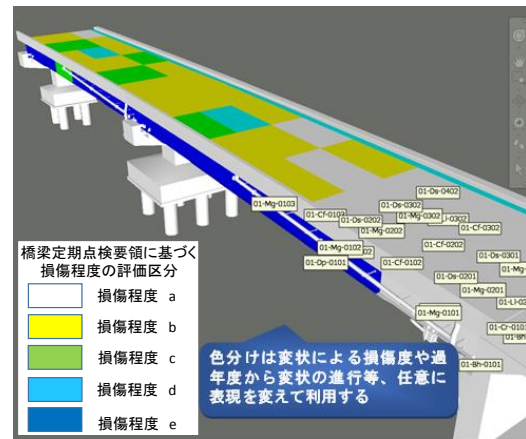 01-Ds-0402
01-Mg-0103
01-Ds-0302
01-Cf-0103
01-Mg-0302
01-Ds-0202
01-Cf-0302
01-Mg-0202
01-Mg-0102
01-Cf-0202
01-Ds-0301
01-Dp-0101
01-Cf-0102
01-Ds-0201
01-Mg-0201
01-Mg-0101
01-Bh-0101
橋梁定期点検要領に基づく
損傷程度の評価区分
損傷程度 a
損傷程度 b
損傷程度 c
損傷程度 d
損傷程度 e
色分けは変状による損傷度や過
年度から変状の進行等、任意に
表現を変えて利用する